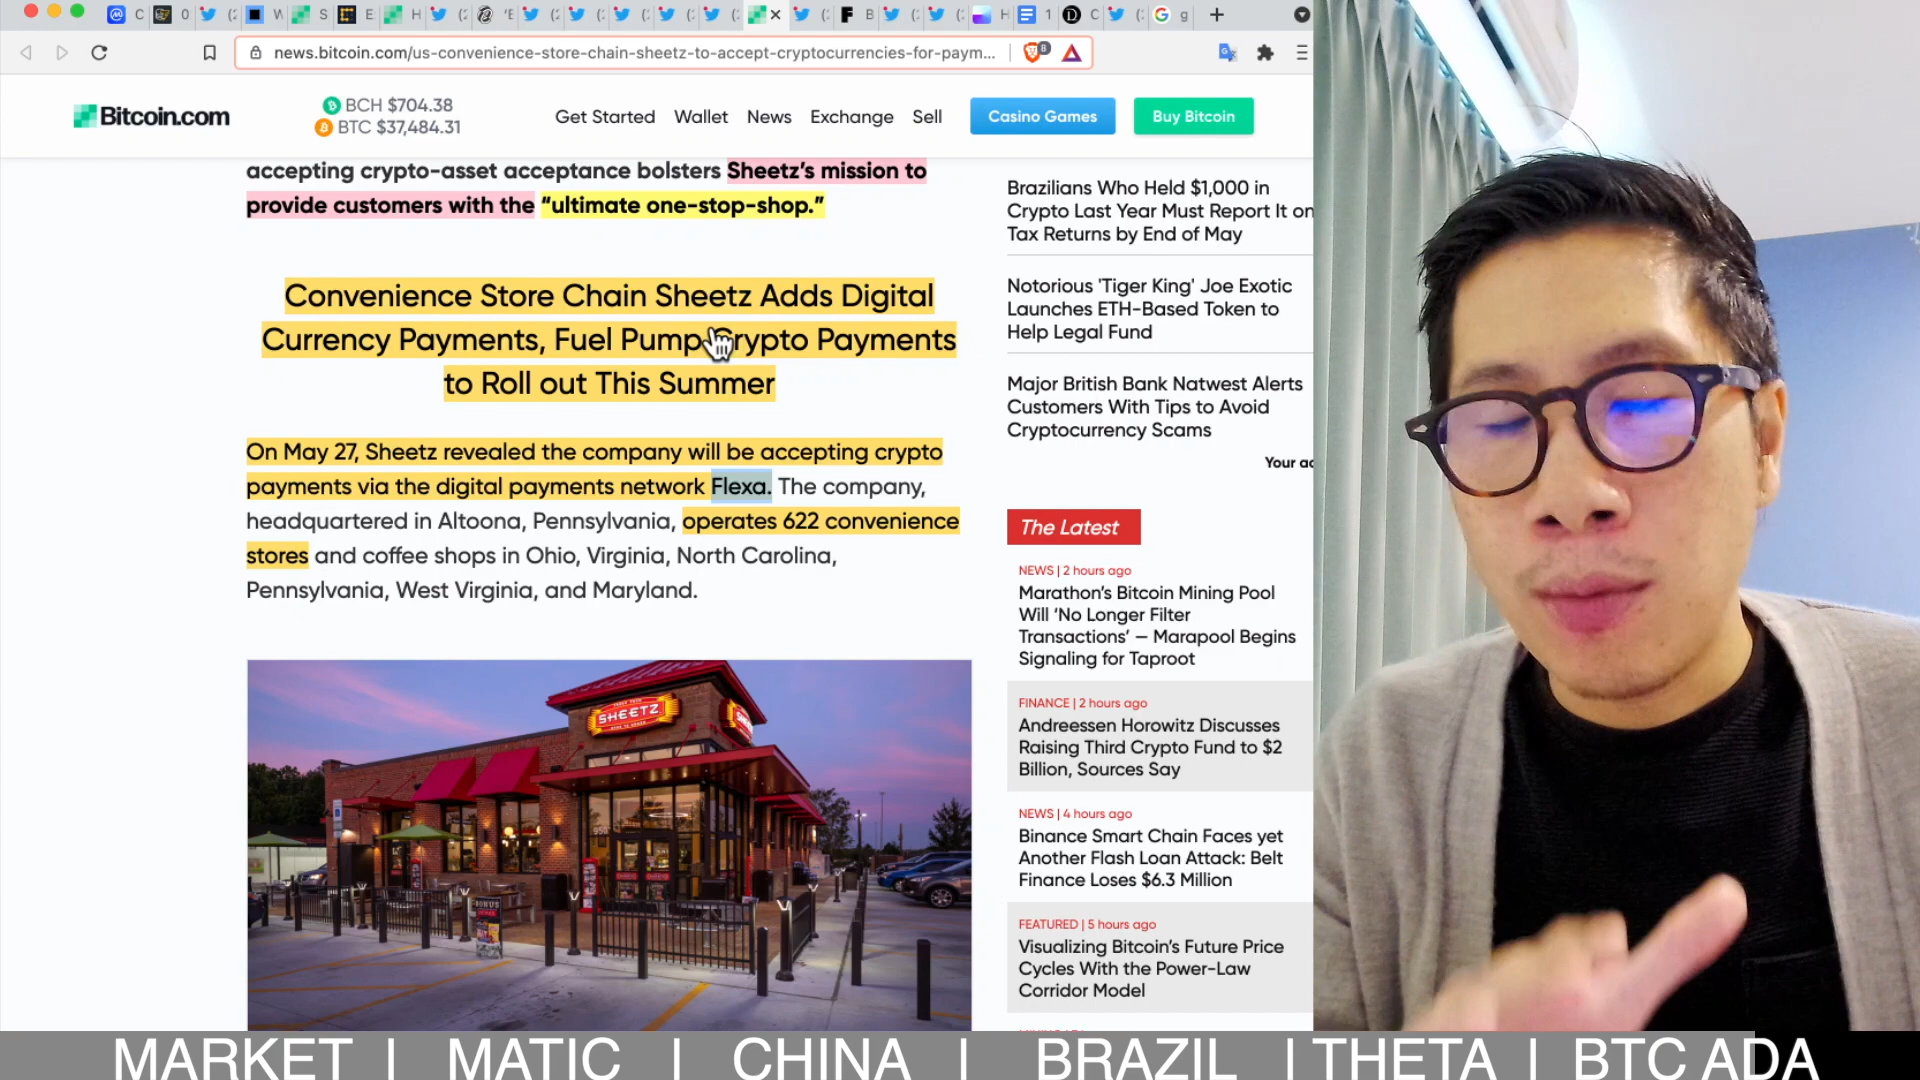 news.bitcoin.com/us-convenience-store-chain-sheetz-to-accept-cryptocurrencies-for-paym...
8
Bitcoin.com
BCH $704.38
BTC $37,484.31
Get Started Wallet News Exchange Sell Casino Games Buy Bitcoin
accepting crypto-asset acceptance bolsters Sheetz’s mission to
provide customers with the “ultimate one-stop-shop.”
Convenience Store Chain Sheetz Adds Digital
Currency Payments, Fuel Pump Crypto Payments
to Roll out This Summer
On May 27, Sheetz revealed the company will be accepting crypto
payments via the digital payments network Flexa. The company,
headquartered in Altoona, Pennsylvania, operates 622 convenience
stores and coffee shops in Ohio, Virginia, North Carolina,
Pennsylvania, West Virginia, and Maryland.
SHEETZ
Brazilians Who Held $1,000 in
Crypto Last Year Must Report It on
Tax Returns by End of May
Notorious 'Tiger King' Joe Exotic
Launches ETH-Based Token to
Help Legal Fund
Major British Bank Natwest Alerts
Customers With Tips to Avoid
Cryptocurrency Scams
Your ad
The Latest
NEWS | 2 hours ago
Marathon’s Bitcoin Mining Pool
Will ‘No Longer Filter
Transactions’ — Marapool Begins
Signaling for Taproot
FINANCE | 2 hours ago
Andreessen Horowitz Discusses
Raising Third Crypto Fund to $2
Billion, Sources Say
NEWS | 4 hours ago
Binance Smart Chain Faces yet
Another Flash Loan Attack: Belt
Finance Loses $6.3 Million
FEATURED | 5 hours ago
Visualizing Bitcoin’s Future Price
Cycles With the Power-Law
Corridor Model
MARKET | MATIC | CHINA | BRAZIL | THETA | BTC ADA